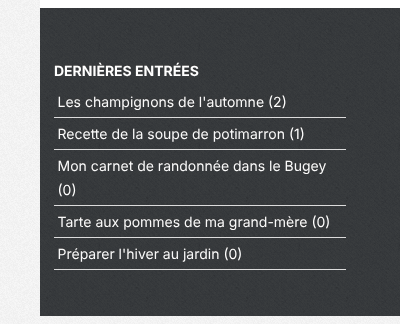 DERNIÈRES ENTRÉES
Les champignons de l'automne (2)
Recette de la soupe de potimarron (1)
Mon carnet de randonnée dans le Bugey
(0)
Tarte aux pommes de ma grand-mère (0)
Préparer l'hiver au jardin (0)